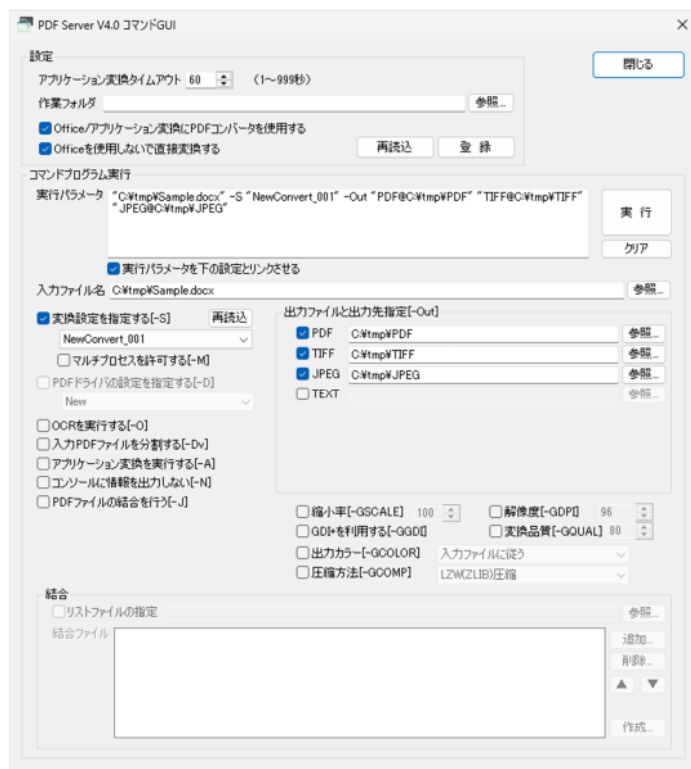 PDF Server V4.0 コマンドGUI
設定
閉じる
アプリケーション変換タイムアウト 60 (1～999秒)
作業フォルダ 参照...
Office/アプリケーション変換にPDFコンバータを使用する
Officeを使用しないで直接変換する 再読込 登 録
コマンドプログラム実行
実行パラメータ "C:¥tmp¥Sample.docx" -S "NewConvert_001" -Out "PDF@C:¥tmp¥PDF" "TIFF@C:¥tmp¥TIFF"
"JPEG@C:¥tmp¥JPEG"
実 行
クリア
実行パラメータを下の設定とリンクさせる
入力ファイル名 C:¥tmp¥Sample.docx 参照...
変換設定を指定する[-S] 再読込
NewConvert_001
マルチプロセスを許可する[-M]
PDFドライバの設定を指定する[-D]
New
OCRを実行する[-O]
入力PDFファイルを分割する[-Dv]
アプリケーション変換を実行する[-A]
コンソールに情報を出力しない[-N]
PDFファイルの結合を行う[-J]
出力ファイルと出力先指定[-Out]
PDF C:¥tmp¥PDF 参照...
TIFF C:¥tmp¥TIFF 参照...
JPEG C:¥tmp¥JPEG 参照...
TEXT 参照...
縮小率[-GSCALE] 100 解像度[-GDPI] 96
GDI+を利用する[-GGDI] 変換品質[-GQUAL] 80
出力カラー[-GCOLOR] 入力ファイルに従う
圧縮方法[-GCOMP] LZW(ZLIB)圧縮
結合
リストファイルの指定 参照...
結合ファイル
追加...
削除...
▲ ▼
作成...